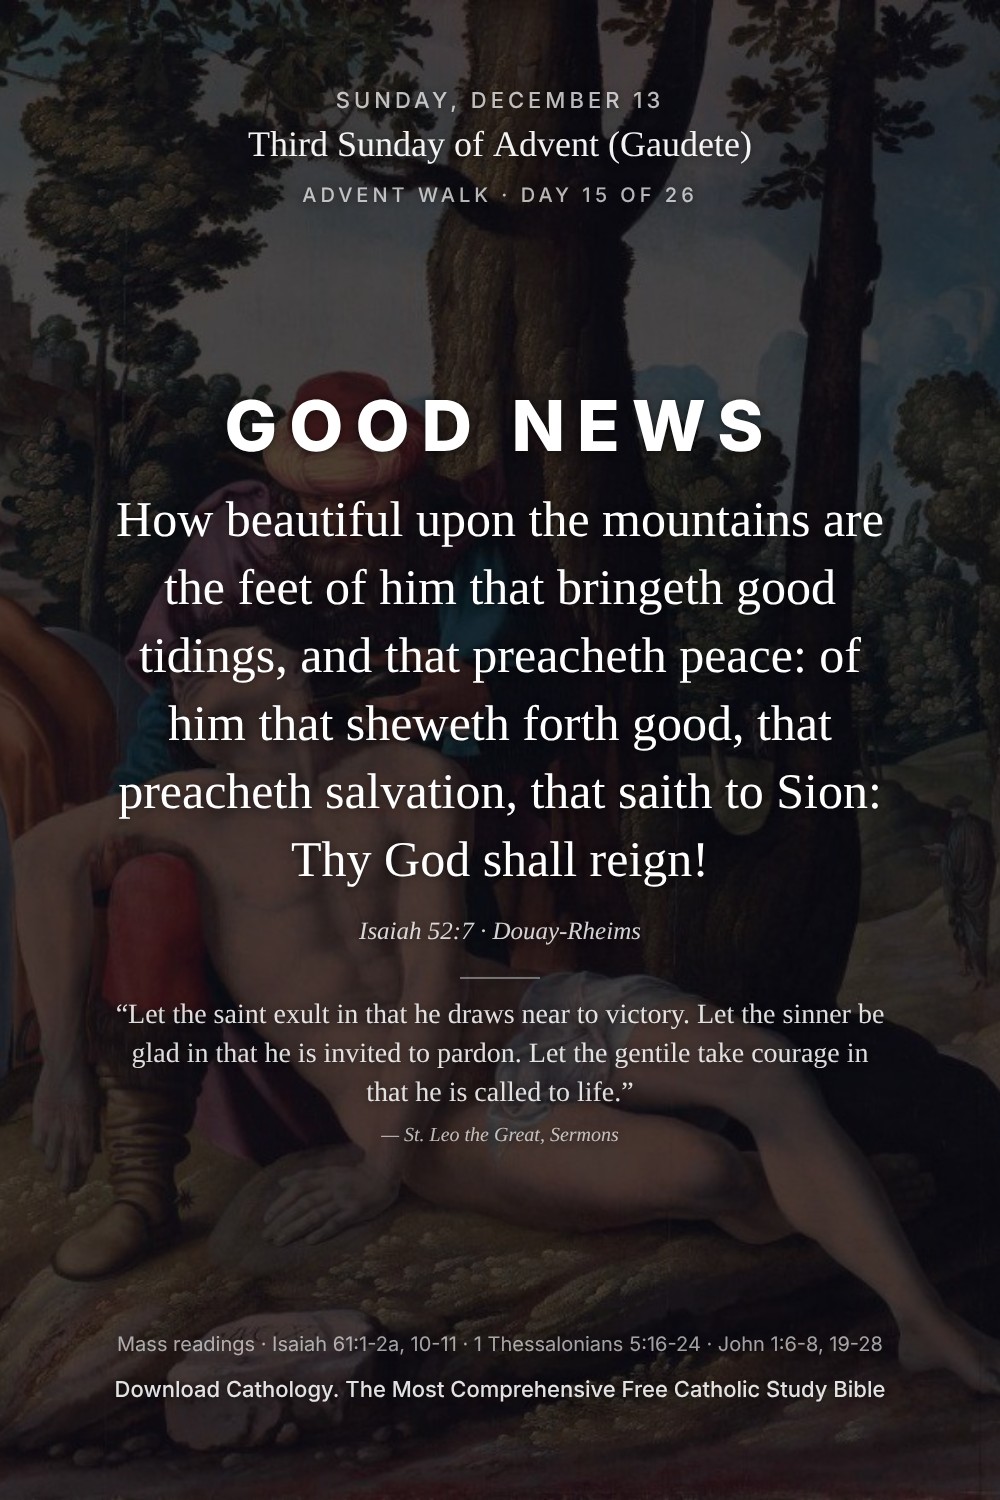 SUNDAY, DECEMBER 13
Third Sunday of Advent (Gaudete)
ADVENT WALK · DAY 15 OF 26
GOOD NEWS
How beautiful upon the mountains are
the feet of him that bringeth good
tidings, and that preacheth peace: of
him that sheweth forth good, that
preacheth salvation, that saith to Sion:
Thy God shall reign!
Isaiah 52:7 · Douay-Rheims
“Let the saint exult in that he draws near to victory. Let the sinner be
glad in that he is invited to pardon. Let the gentile take courage in
that he is called to life.”
— St. Leo the Great, Sermons
Mass readings · Isaiah 61:1-2a, 10-11 · 1 Thessalonians 5:16-24 · John 1:6-8, 19-28
Download Cathology. The Most Comprehensive Free Catholic Study Bible